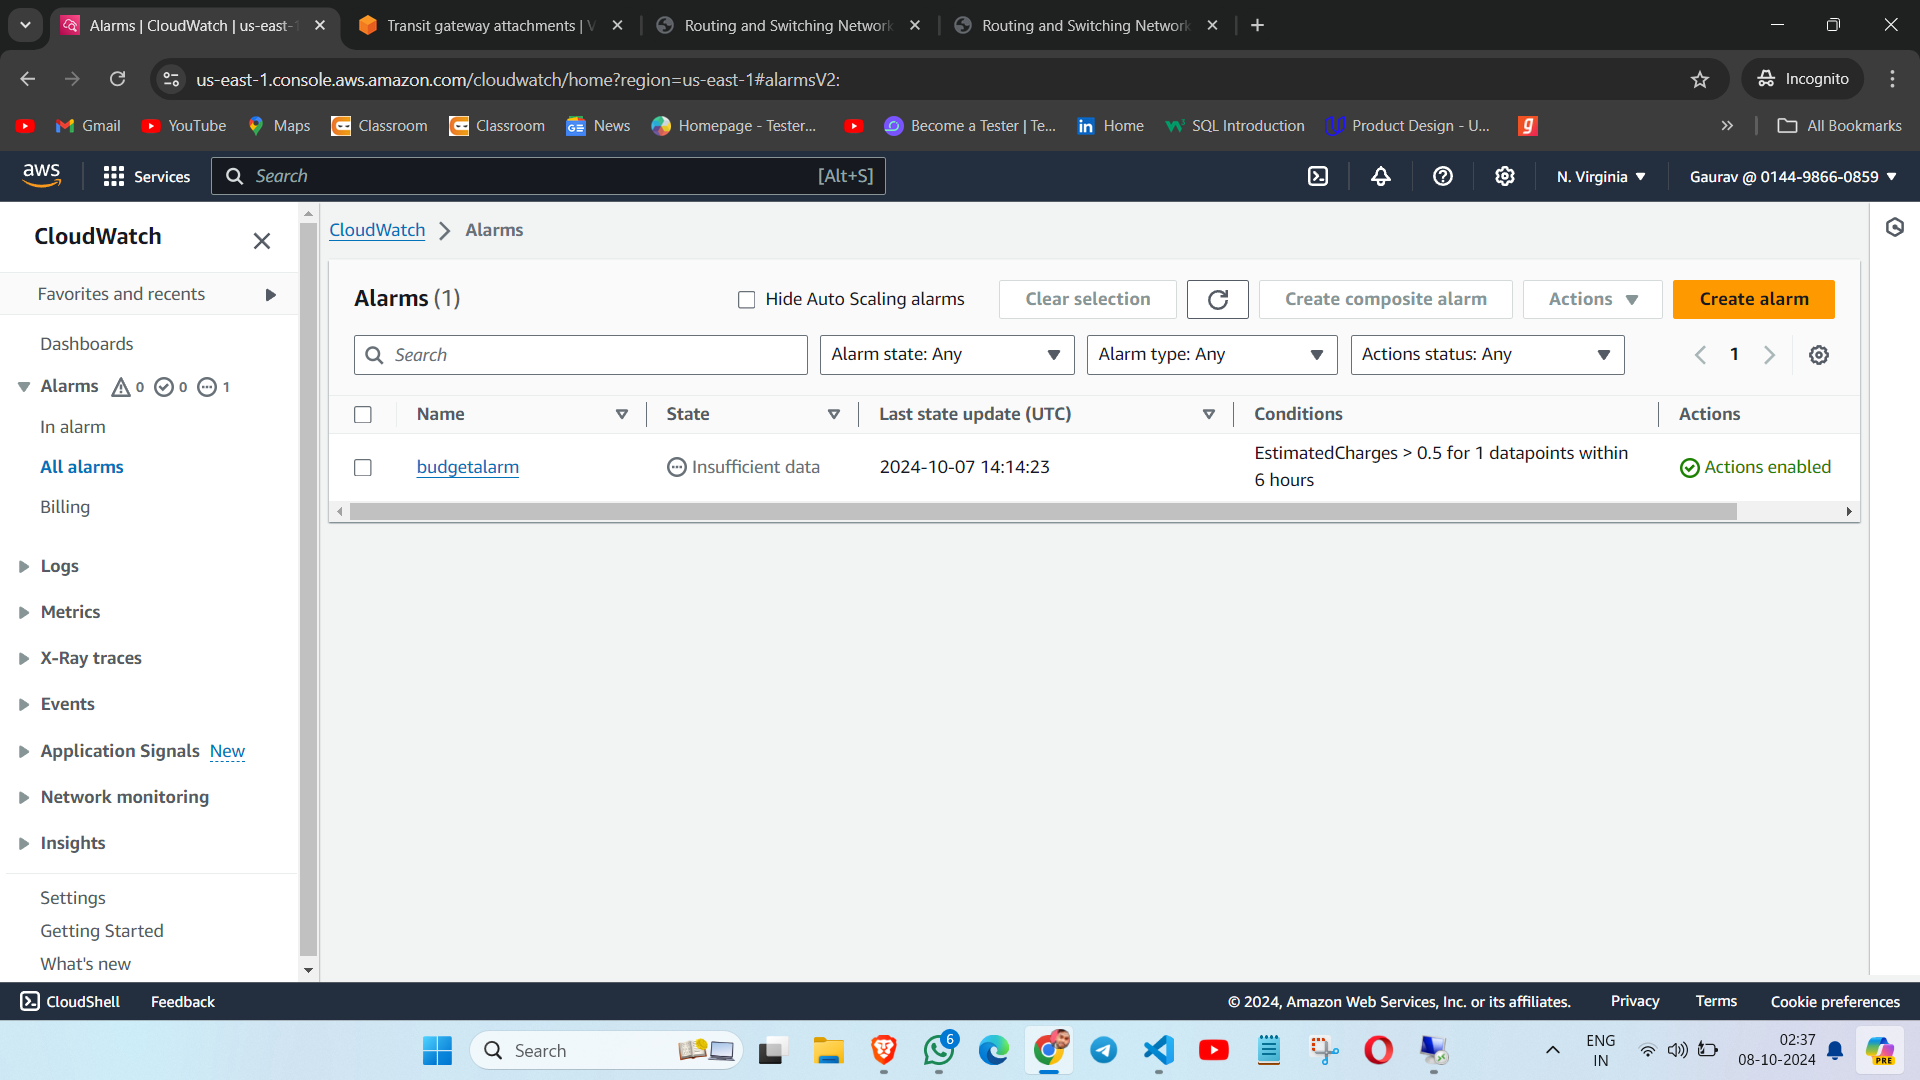 Alarms | CloudWatch | us-east-1
Transit gateway attachments | V
Routing and Switching Network
Routing and Switching Network
us-east-1.console.aws.amazon.com/cloudwatch/home?region=us-east-1#alarmsV2:
Incognito
Gmail
YouTube
Maps
Classroom
Classroom
News
Homepage - Tester...
Become a Tester | Te...
Home
SQL Introduction
Product Design - U...
All Bookmarks
aws
Services
Search
[Alt+S]
N. Virginia
Gaurav @ 0144-9866-0859
CloudWatch
Favorites and recents
Dashboards
Alarms 0 0 1
In alarm
All alarms
Billing
Logs
Metrics
X-Ray traces
Events
Application Signals New
Network monitoring
Insights
Settings
Getting Started
What's new
CloudWatch > Alarms
Alarms (1)
Hide Auto Scaling alarms
Clear selection
Create composite alarm
Actions
Create alarm
Search
Alarm state: Any
Alarm type: Any
Actions status: Any
1
Name
State
Last state update (UTC)
Conditions
Actions
budgetalarm
Insufficient data
2024-10-07 14:14:23
EstimatedCharges > 0.5 for 1 datapoints within
6 hours
Actions enabled
CloudShell
Feedback
© 2024, Amazon Web Services, Inc. or its affiliates.
Privacy
Terms
Cookie preferences
Search
6
ENG
IN
02:37
08-10-2024
PRE